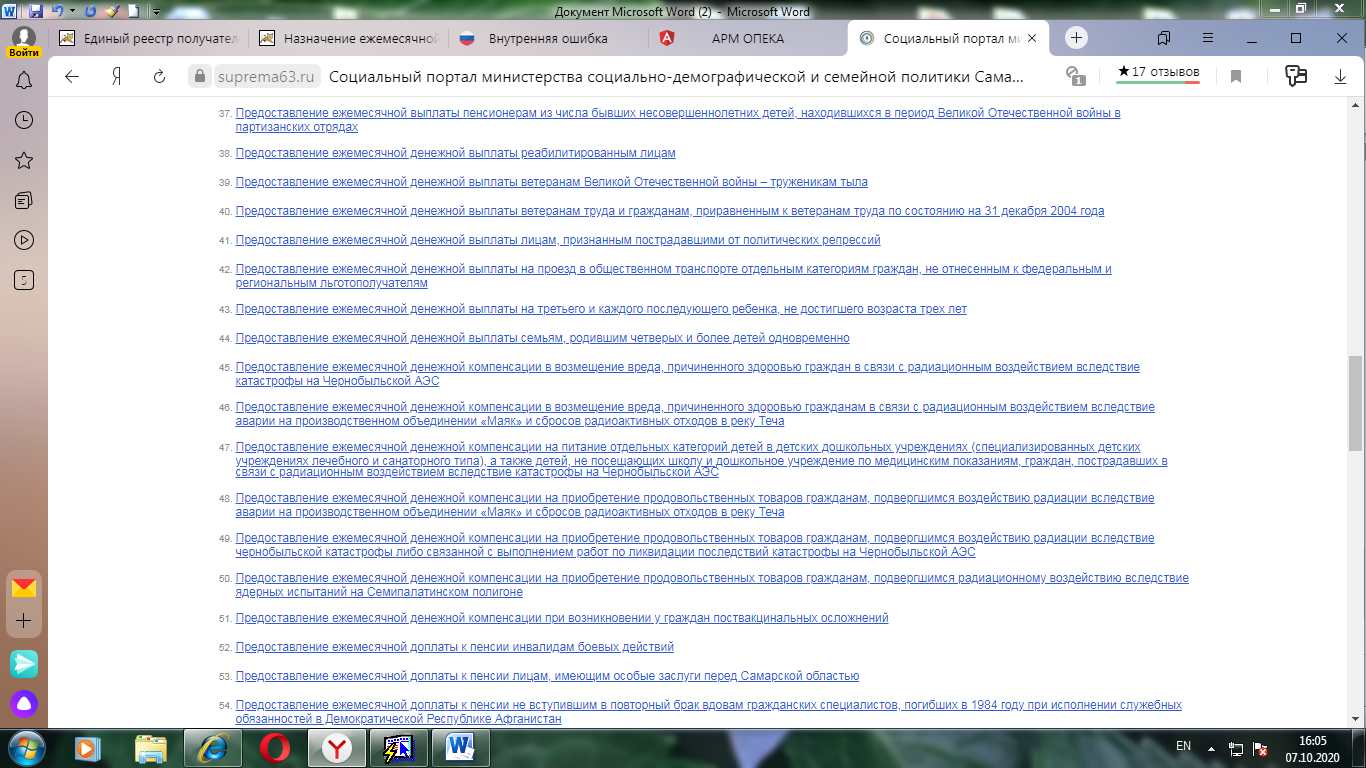 Документ Microsoft Word (2) - Microsoft Word
Войти
Единый реестр получател
Назначение ежемесячной
Внутренняя ошибка
АРМ ОПЕКА
Социальный портал ми
suprema63.ru
Социальный портал министерства социально-демографической и семейной политики Сама...
1
★17 отзывов
37. Предоставление ежемесячной выплаты пенсионерам из числа бывших несовершеннолетних детей, находившихся в период Великой Отечественной войны в
партизанских отрядах
38. Предоставление ежемесячной денежной выплаты реабилитированным лицам
39. Предоставление ежемесячной денежной выплаты ветеранам Великой Отечественной войны – труженикам тыла
40. Предоставление ежемесячной денежной выплаты ветеранам труда и гражданам, приравненным к ветеранам труда по состоянию на 31 декабря 2004 года
41. Предоставление ежемесячной денежной выплаты лицам, признанным пострадавшими от политических репрессий
42. Предоставление ежемесячной денежной выплаты на проезд в общественном транспорте отдельным категориям граждан, не отнесенным к федеральным и
региональным льготополучателям
43. Предоставление ежемесячной денежной выплаты на третьего и каждого последующего ребенка, не достигшего возраста трех лет
44. Предоставление ежемесячной денежной выплаты семьям, родившим четверых и более детей одновременно
45. Предоставление ежемесячной денежной компенсации в возмещение вреда, причиненного здоровью граждан в связи с радиационным воздействием вследствие
катастрофы на Чернобыльской АЭС
46. Предоставление ежемесячной денежной компенсации в возмещение вреда, причиненного здоровью гражданам в связи с радиационным воздействием вследствие
аварии на производственном объединении «Маяк» и сбросов радиоактивных отходов в реку Теча
47. Предоставление ежемесячной денежной компенсации на питание отдельных категорий детей в детских дошкольных учреждениях (специализированных детских
учреждениях лечебного и санаторного типа), а также детей, не посещающих школу и дошкольное учреждение по медицинским показаниям, граждан, пострадавших в
связи с радиационным воздействием вследствие катастрофы на Чернобыльской АЭС
48. Предоставление ежемесячной денежной компенсации на приобретение продовольственных товаров гражданам, подвергшимся воздействию радиации вследствие
аварии на производственном объединении «Маяк» и сбросов радиоактивных отходов в реку Теча
49. Предоставление ежемесячной денежной компенсации на приобретение продовольственных товаров гражданам, подвергшимся воздействию радиации вследствие
чернобыльской катастрофы либо связанной с выполнением работ по ликвидации последствий катастрофы на Чернобыльской АЭС
50. Предоставление ежемесячной денежной компенсации на приобретение продовольственных товаров гражданам, подвергшимся радиационному воздействию вследствие
ядерных испытаний на Семипалатинском полигоне
51. Предоставление ежемесячной денежной компенсации при возникновении у граждан поствакцинальных осложнений
52. Предоставление ежемесячной доплаты к пенсии инвалидам боевых действий
53. Предоставление ежемесячной доплаты к пенсии лицам, имеющим особые заслуги перед Самарской областью
54. Предоставление ежемесячной доплаты к пенсии не вступившим в повторный брак вдовам гражданских специалистов, погибших в 1984 году при исполнении служебных
обязанностей в Демократической Республике Афганистан
EN
16:05
07.10.2020